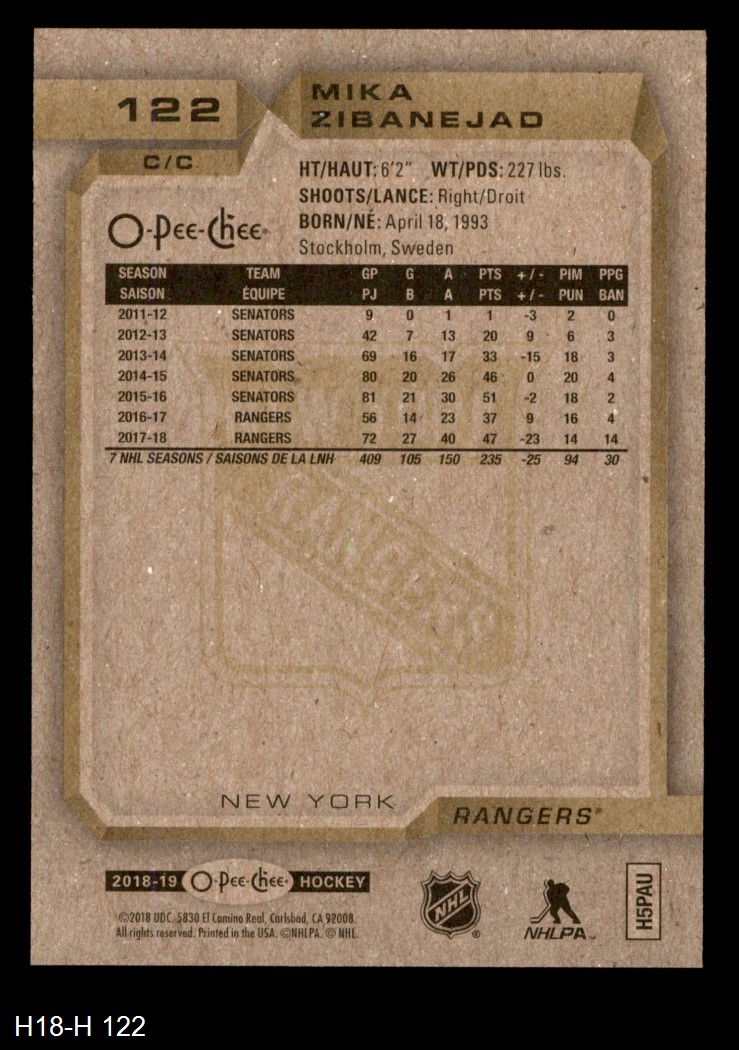 122
MIKA
ZIBANEJAD
C/C
HT/HAUT: 6'2" WT/PDS: 227 lbs.
SHOOTS/LANCE: Right/Droit
BORN/NÉ: April 18, 1993
Stockholm, Sweden
O-Pee-Chee®
SEASON TEAM GP G A PTS +/- PIM PPG
SAISON ÉQUIPE PJ B A PTS +/- PUN BAN
2011-12 SENATORS 9 0 1 1 -3 2 0
2012-13 SENATORS 42 7 13 20 9 6 3
2013-14 SENATORS 69 16 17 33 -15 18 3
2014-15 SENATORS 80 20 26 46 0 20 4
2015-16 SENATORS 81 21 30 51 -2 18 2
2016-17 RANGERS 56 14 23 37 9 16 4
2017-18 RANGERS 72 27 40 47 -23 14 14
7 NHL SEASONS / SAISONS DE LA LNH 409 105 150 235 -25 94 30
NEW YORK
RANGERS
NEW YORK
RANGERS®
2018-19 O-Pee-Chee® HOCKEY
©2018 UDC. 5830 El Camino Real, Carlsbad, CA 92008.
All rights reserved. Printed in the USA. ©NHLPA. © NHL.
NHL ®
NHLPA™
H5PAU
H18-H 122